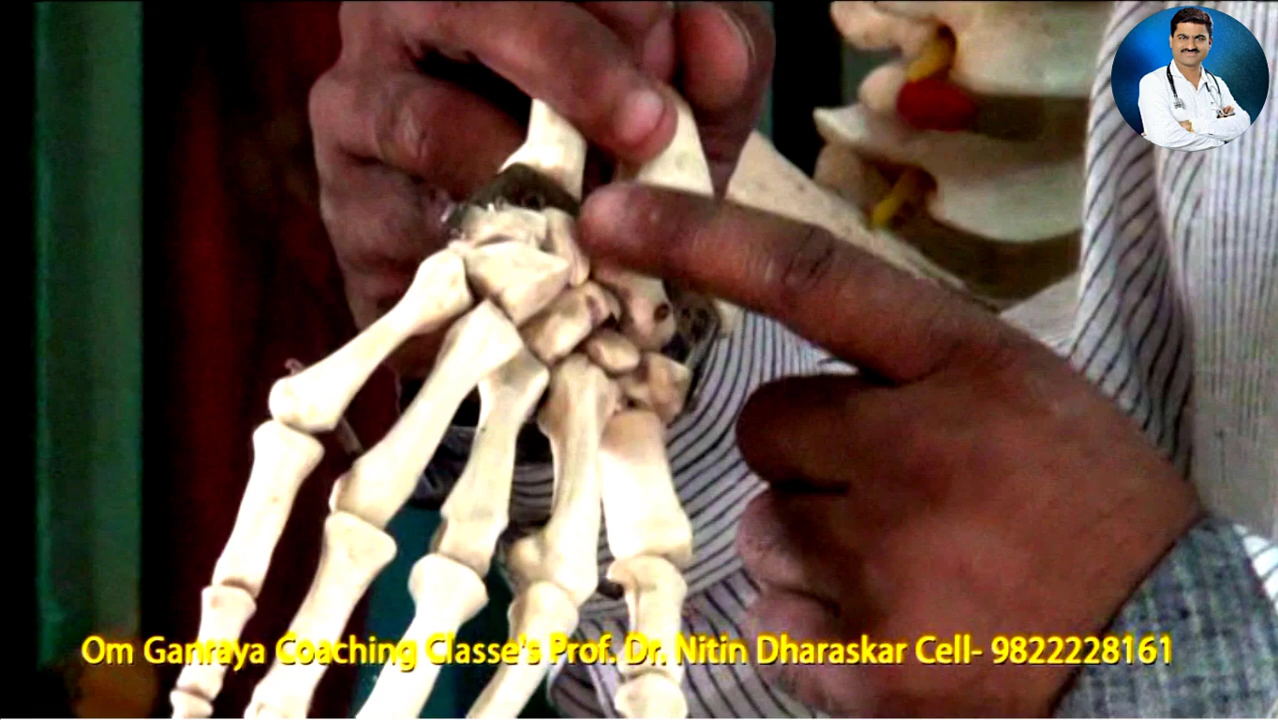 Om Ganraya Coaching Classe's Prof. Dr. Nitin Dharaskar Cell- 9822228161